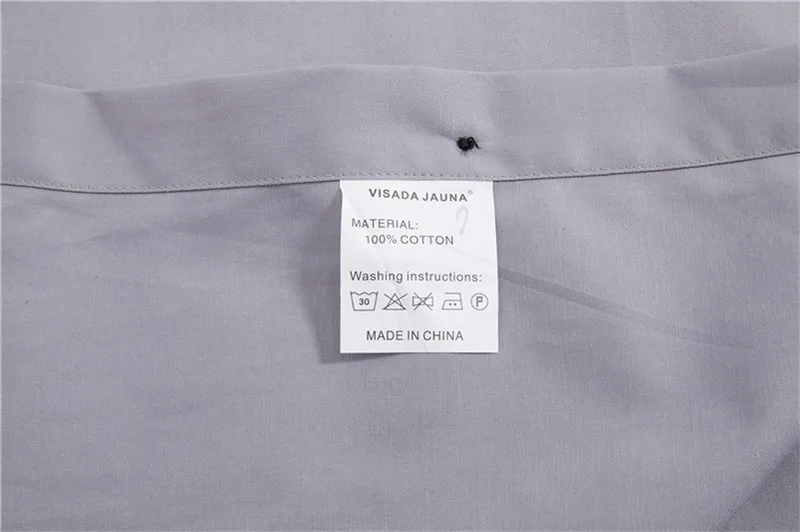 VISADA JAUNA®
MATERIAL:
100% COTTON
Washing instructions:
30 P
MADE IN CHINA